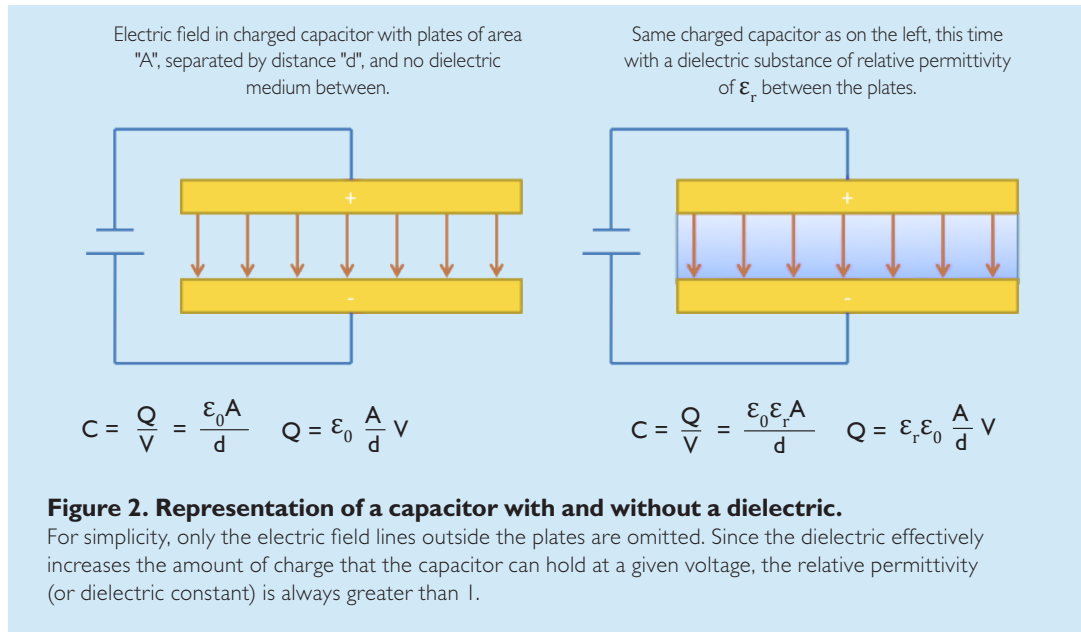 Electric field in charged capacitor with plates of area
"A", separated by distance "d", and no dielectric
medium between.
Same charged capacitor as on the left, this time
with a dielectric substance of relative permittivity
of εr between the plates.
+
-
+
-
C = Q/V = ε0A/d   Q = ε0 A/d V
C = Q/V = ε0εrA/d   Q = εrε0 A/d V
Figure 2. Representation of a capacitor with and without a dielectric.
For simplicity, only the electric field lines outside the plates are omitted. Since the dielectric effectively
increases the amount of charge that the capacitor can hold at a given voltage, the relative permittivity
(or dielectric constant) is always greater than 1.